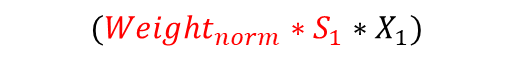 (Weight_norm * S_1 * X_1)